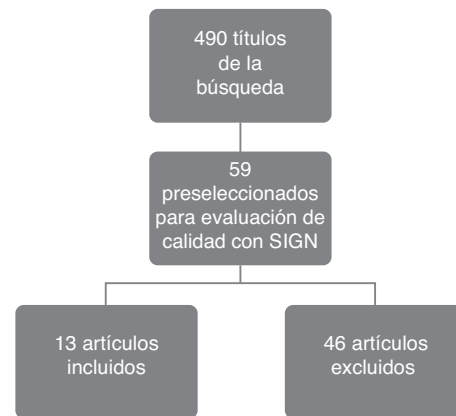 490 títulos
de la
búsqueda
59
preseleccionados
para evaluación de
calidad con SIGN
13 artículos
incluidos
46 artículos
excluidos